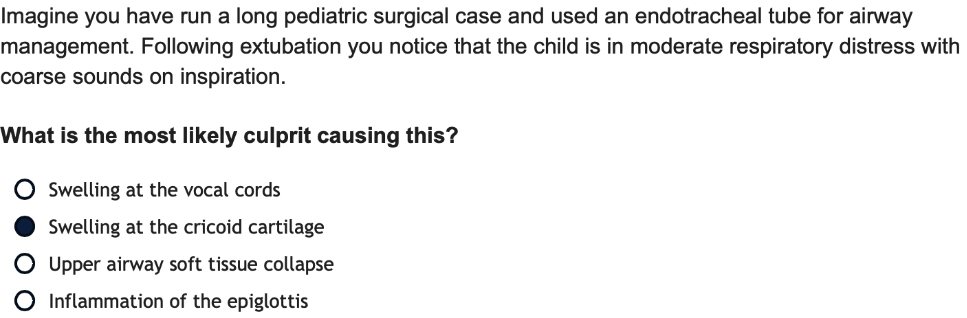 Imagine you have run a long pediatric surgical case and used an endotracheal tube for airway
management. Following extubation you notice that the child is in moderate respiratory distress with
coarse sounds on inspiration.
What is the most likely culprit causing this?
Swelling at the vocal cords
Swelling at the cricoid cartilage
Upper airway soft tissue collapse
Inflammation of the epiglottis